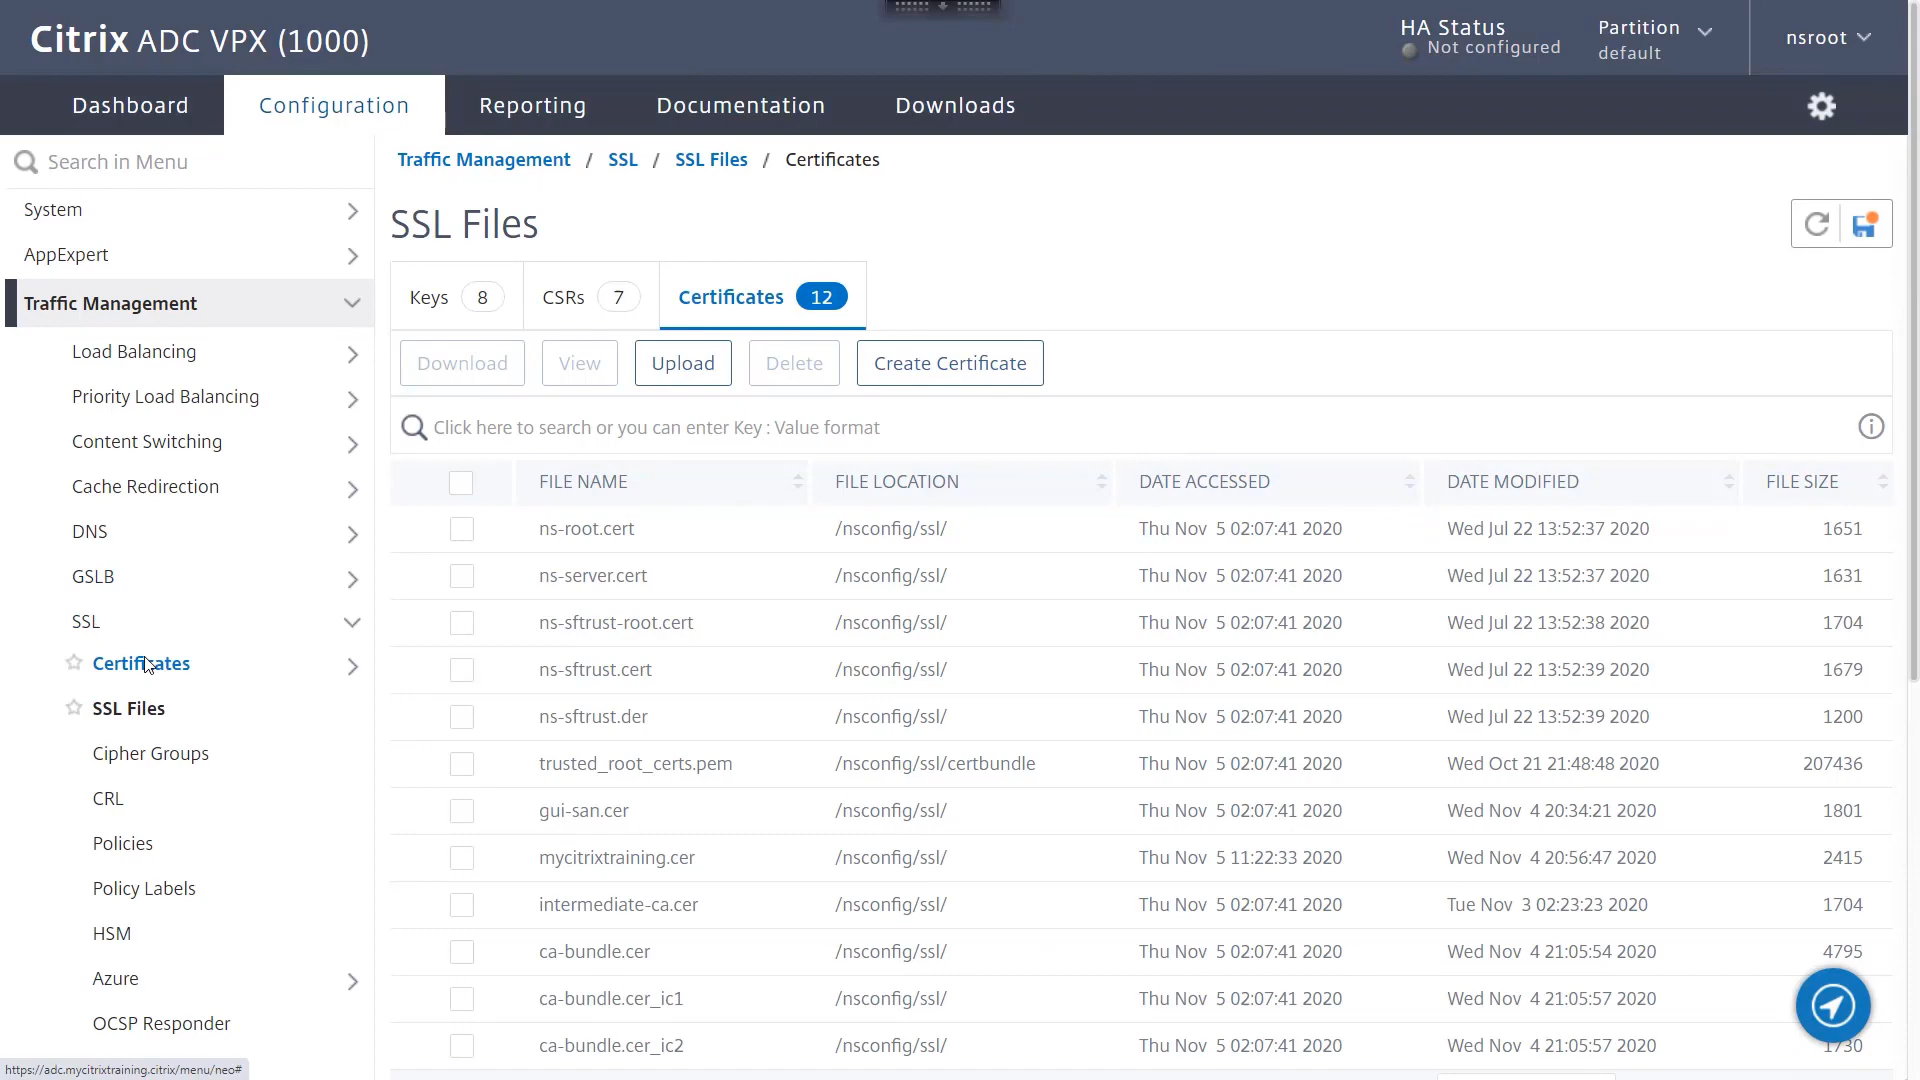 Citrix ADC VPX (1000)
HA Status
Not configured
Partition
default
nsroot
Dashboard
Configuration
Reporting
Documentation
Downloads
Search in Menu
System
AppExpert
Traffic Management
Load Balancing
Priority Load Balancing
Content Switching
Cache Redirection
DNS
GSLB
SSL
Certificates
SSL Files
Cipher Groups
CRL
Policies
Policy Labels
HSM
Azure
OCSP Responder
https://adc.mycitrixtraining.citrix/menu/neo#
Traffic Management / SSL / SSL Files / Certificates
SSL Files
Keys 8
CSRs 7
Certificates 12
Download
View
Upload
Delete
Create Certificate
Click here to search or you can enter Key : Value format
FILE NAME FILE LOCATION DATE ACCESSED DATE MODIFIED FILE SIZE
ns-root.cert /nsconfig/ssl/ Thu Nov 5 02:07:41 2020 Wed Jul 22 13:52:37 2020 1651
ns-server.cert /nsconfig/ssl/ Thu Nov 5 02:07:41 2020 Wed Jul 22 13:52:37 2020 1631
ns-sftrust-root.cert /nsconfig/ssl/ Thu Nov 5 02:07:41 2020 Wed Jul 22 13:52:38 2020 1704
ns-sftrust.cert /nsconfig/ssl/ Thu Nov 5 02:07:41 2020 Wed Jul 22 13:52:39 2020 1679
ns-sftrust.der /nsconfig/ssl/ Thu Nov 5 02:07:41 2020 Wed Jul 22 13:52:39 2020 1200
trusted_root_certs.pem /nsconfig/ssl/certbundle Thu Nov 5 02:07:41 2020 Wed Oct 21 21:48:48 2020 207436
gui-san.cer /nsconfig/ssl/ Thu Nov 5 02:07:41 2020 Wed Nov 4 20:34:21 2020 1801
mycitrixtraining.cer /nsconfig/ssl/ Thu Nov 5 11:22:33 2020 Wed Nov 4 20:56:47 2020 2415
intermediate-ca.cer /nsconfig/ssl/ Thu Nov 5 02:07:41 2020 Tue Nov 3 02:23:23 2020 1704
ca-bundle.cer /nsconfig/ssl/ Thu Nov 5 02:07:41 2020 Wed Nov 4 21:05:54 2020 4795
ca-bundle.cer_ic1 /nsconfig/ssl/ Thu Nov 5 02:07:41 2020 Wed Nov 4 21:05:57 2020
ca-bundle.cer_ic2 /nsconfig/ssl/ Thu Nov 5 02:07:41 2020 Wed Nov 4 21:05:57 2020 1730